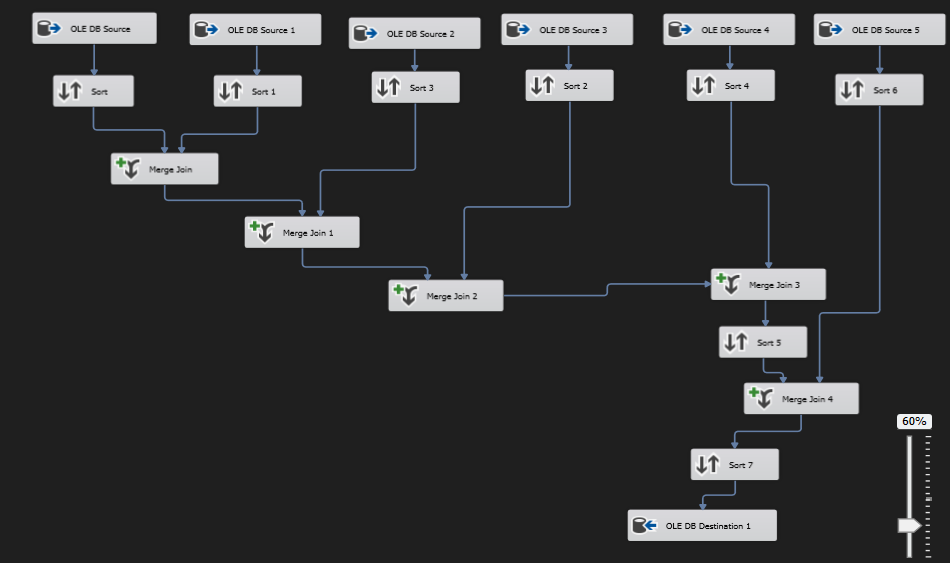 OLE DB Source
OLE DB Source 1
OLE DB Source 2
OLE DB Source 3
OLE DB Source 4
OLE DB Source 5
Sort
Sort 1
Sort 3
Sort 2
Sort 4
Sort 6
Merge Join
Merge Join 1
Merge Join 2
Merge Join 3
Sort 5
Merge Join 4
60%
Sort 7
OLE DB Destination 1